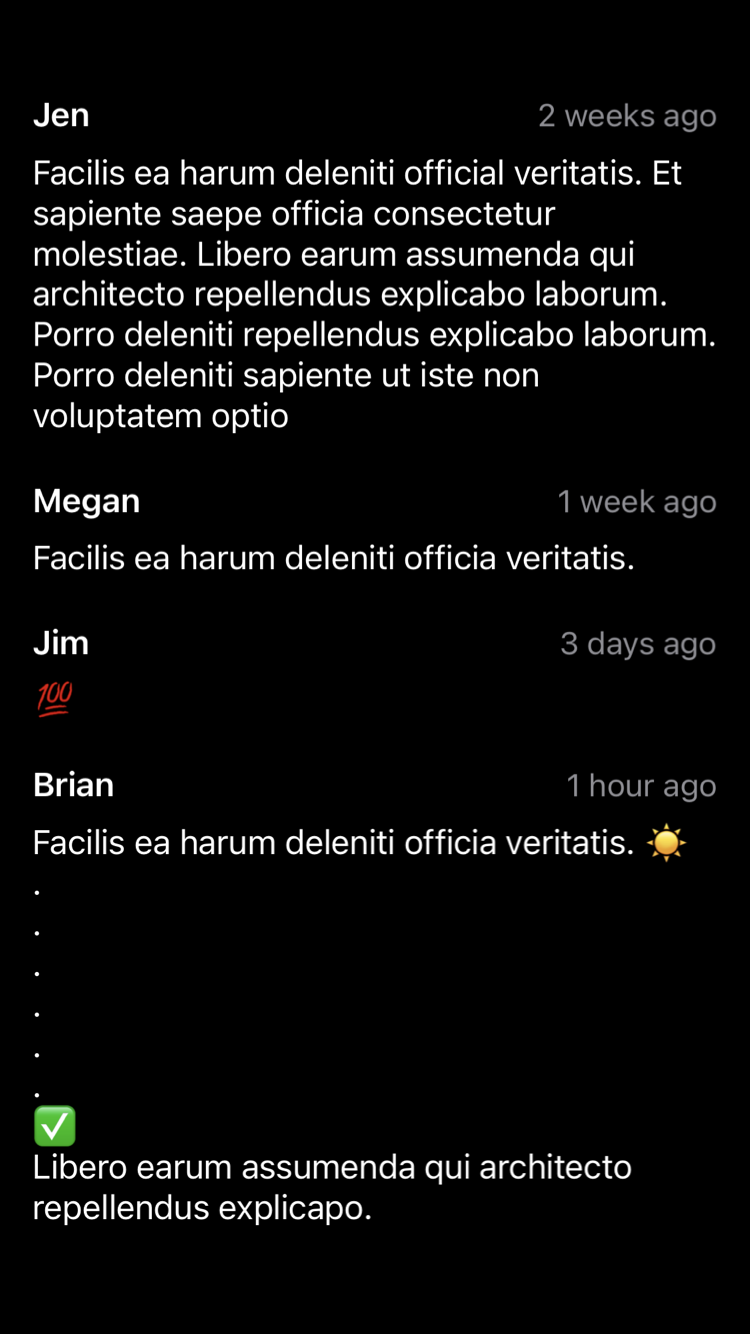 Jen 2 weeks ago
Facilis ea harum deleniti official veritatis. Et
sapiente saepe officia consectetur
molestiae. Libero earum assumenda qui
architecto repellendus explicabo laborum.
Porro deleniti repellendus explicabo laborum.
Porro deleniti sapiente ut iste non
voluptatem optio
Megan 1 week ago
Facilis ea harum deleniti officia veritatis.
Jim 3 days ago
💯
Brian 1 hour ago
Facilis ea harum deleniti officia veritatis. ☀️
.
.
.
.
.
.
✅
Libero earum assumenda qui architecto
repellendus explicapo.